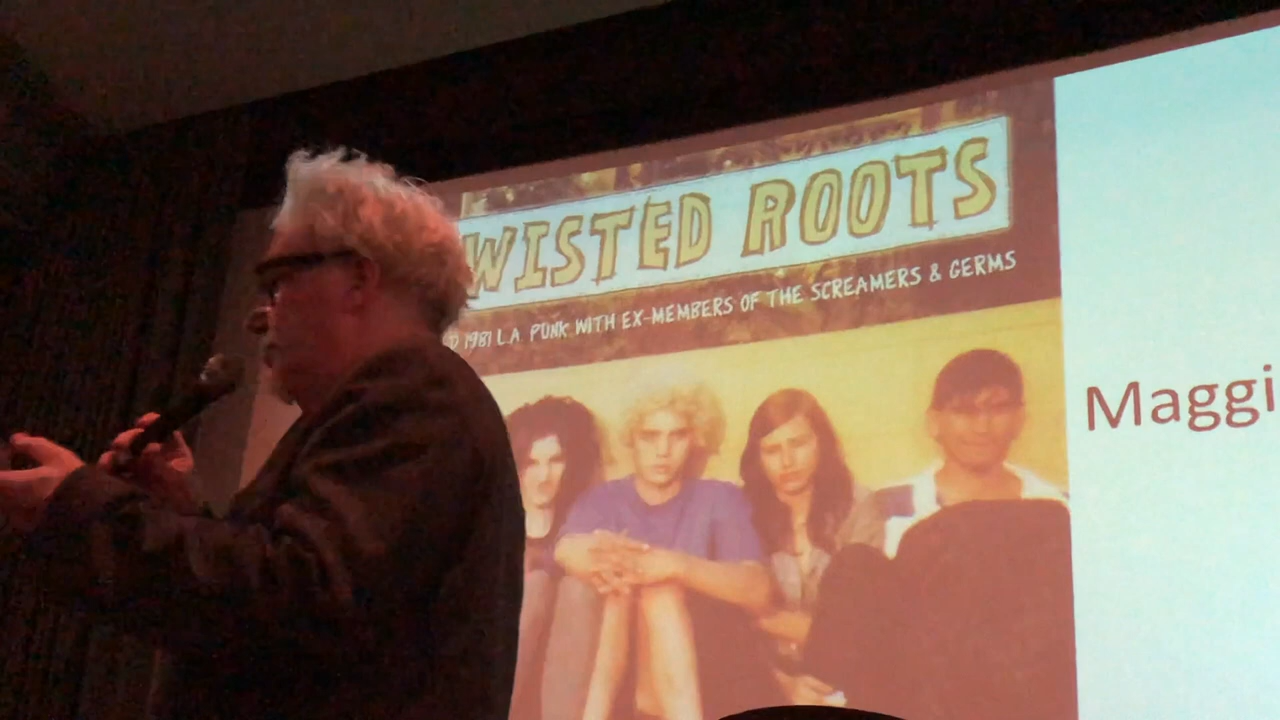 WISTED ROOTS
D 1981 L.A. PUNK WITH EX-MEMBERS OF THE SCREAMERS & GERMS
Maggi